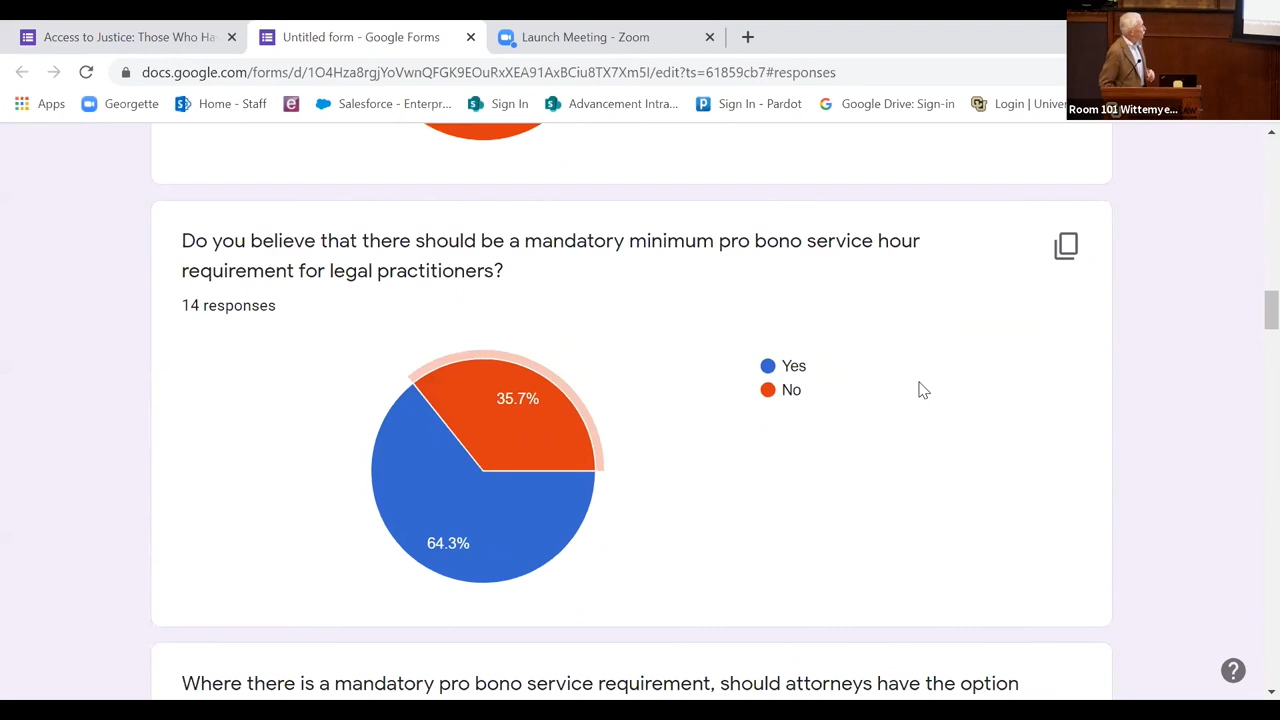 Access to Justice: Those Who Ha
Untitled form - Google Forms
Launch Meeting - Zoom
docs.google.com/forms/d/1O4Hza8rgjYoVwnQFGK9EOuRxXEA91AxBCiu8TX7Xm5I/edit?ts=61859cb7#responses
Apps
Georgette
Home - Staff
Salesforce - Enterpr...
Sign In
Advancement Intra...
Sign In - Pardot
Google Drive: Sign-in
Login | Univer
Room 101 Wittemye...
Do you believe that there should be a mandatory minimum pro bono service hour
requirement for legal practitioners?
14 responses
Yes
No
35.7%
64.3%
Where there is a mandatory pro bono service requirement, should attorneys have the option